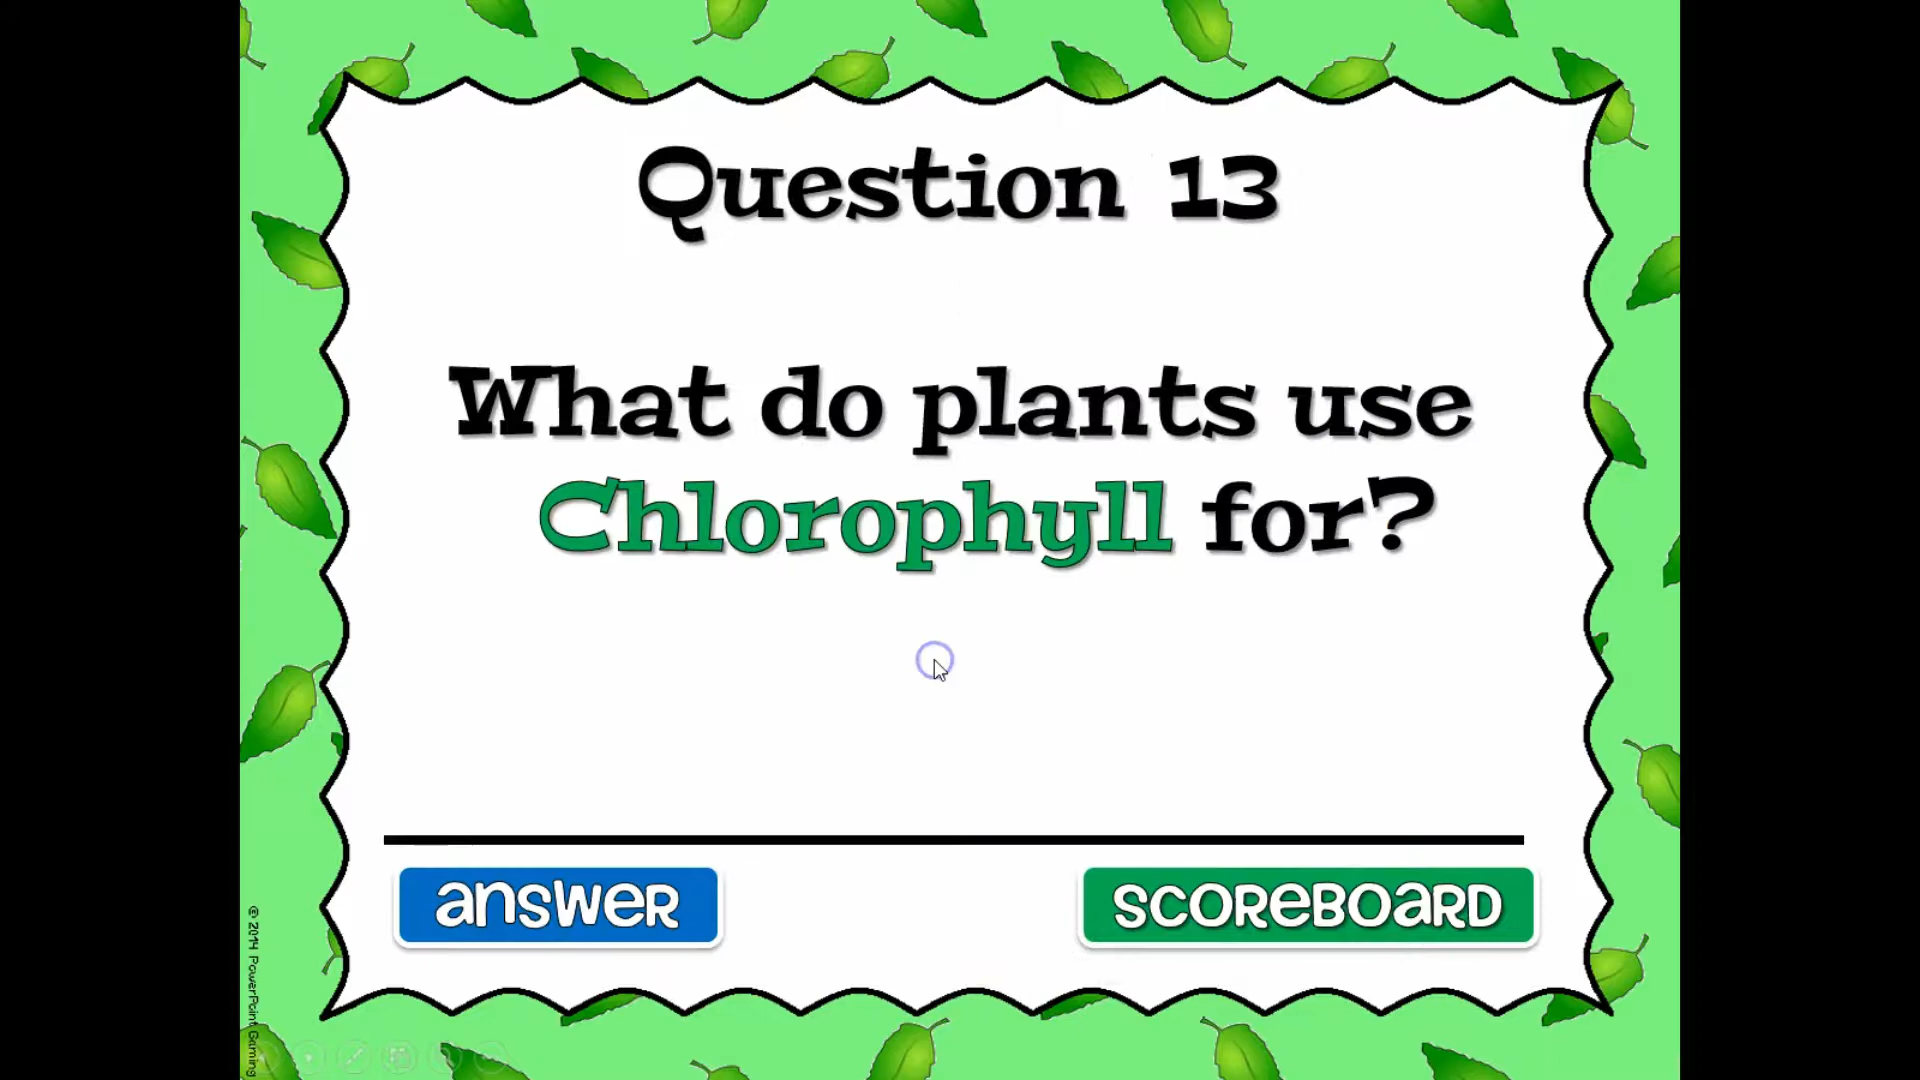 Question 13
What do plants use
Chlorophyll for?
ANSWER
SCOREBOARD
© 2014 PowerPoint Gaming